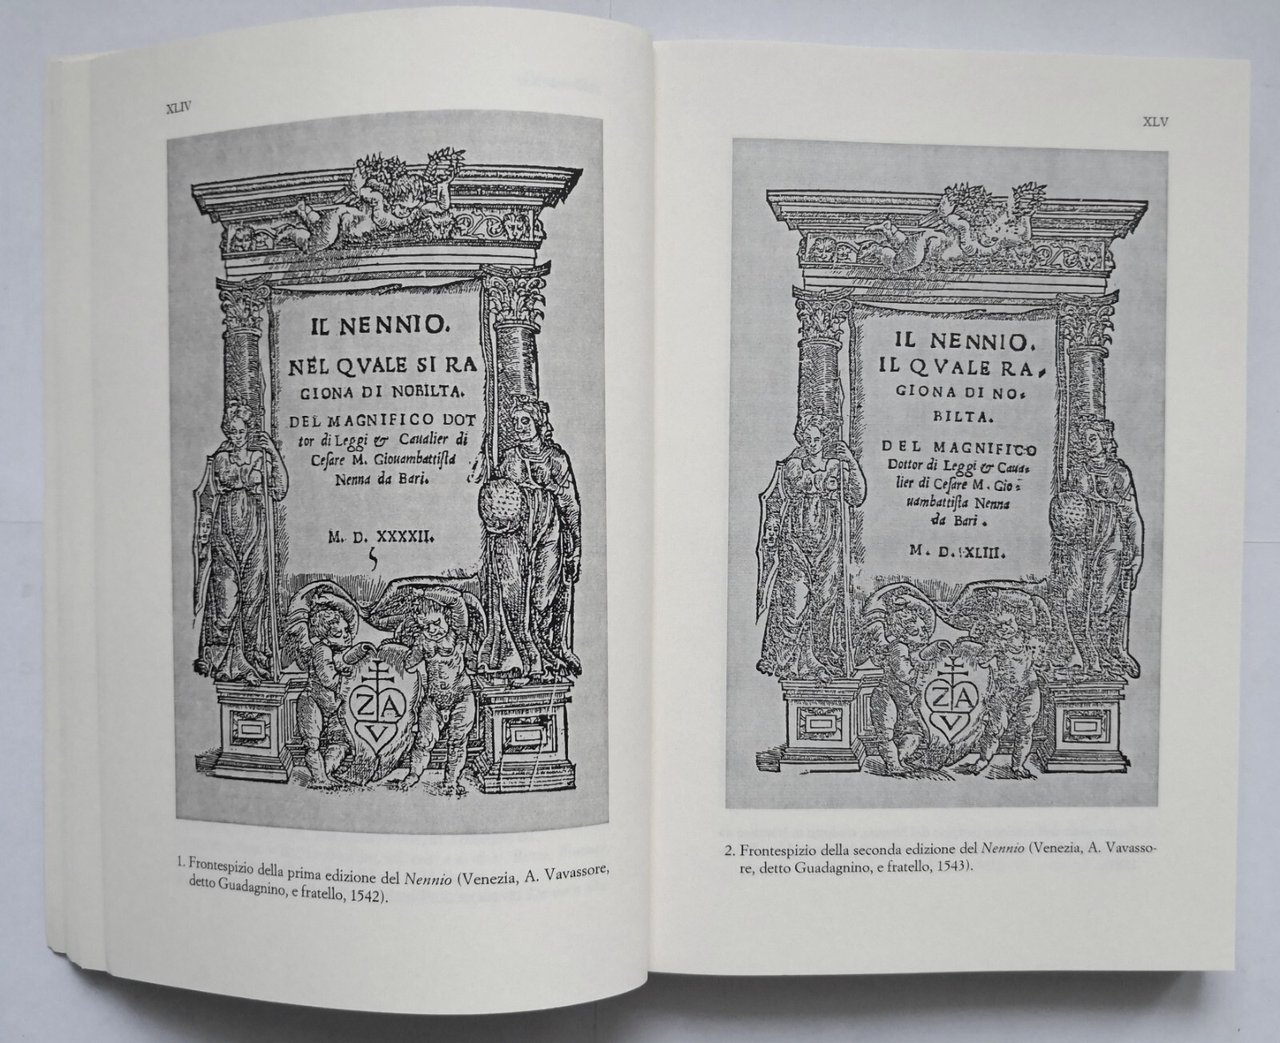 XLIV
IL NENNIO.
NEL QVALE SI RA
GIONA DI NOBILTA.
DEL MAGNIFICO DOT
tor di Leggi & Caualier di
Cesare M. Giouambattista
Nenna da Bari.
M. D. XXXXII.
Z A
V
1. Frontespizio della prima edizione del Nennio (Venezia, A. Vavassore,
detto Guadagnino, e fratello, 1542).
XLV
IL NENNIO.
IL QVALE RA-
GIONA DI NO-
BILTA.
DEL MAGNIFICO
Dottor di Leggi & Caua-
lier di Cesare M. Gio-
uambattista Nenna
da Bari.
M. D. XLIII.
Z A
V
2. Frontespizio della seconda edizione del Nennio (Venezia, A. Vavasso-
re, detto Guadagnino, e fratello, 1543).